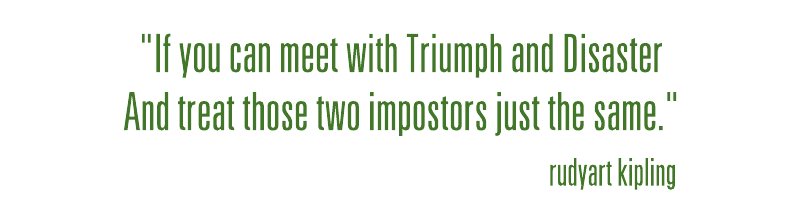 "If you can meet with Triumph and Disaster
And treat those two impostors just the same."
rudyart kipling